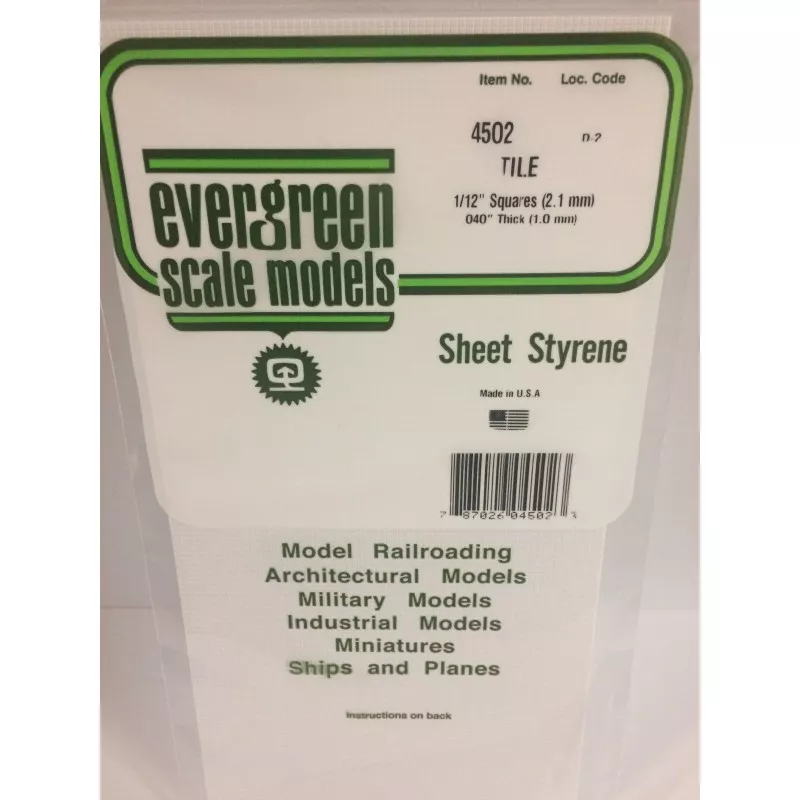 Item No. Loc. Code
4502 D-2
TILE
1/12" Squares (2.1 mm)
.040" Thick (1.0 mm)
evergreen
scale models
Sheet Styrene
Made in U.S.A
7 87026 04502 3
Model Railroading
Architectural Models
Military Models
Industrial Models
Miniatures
Ships and Planes
Instructions on back